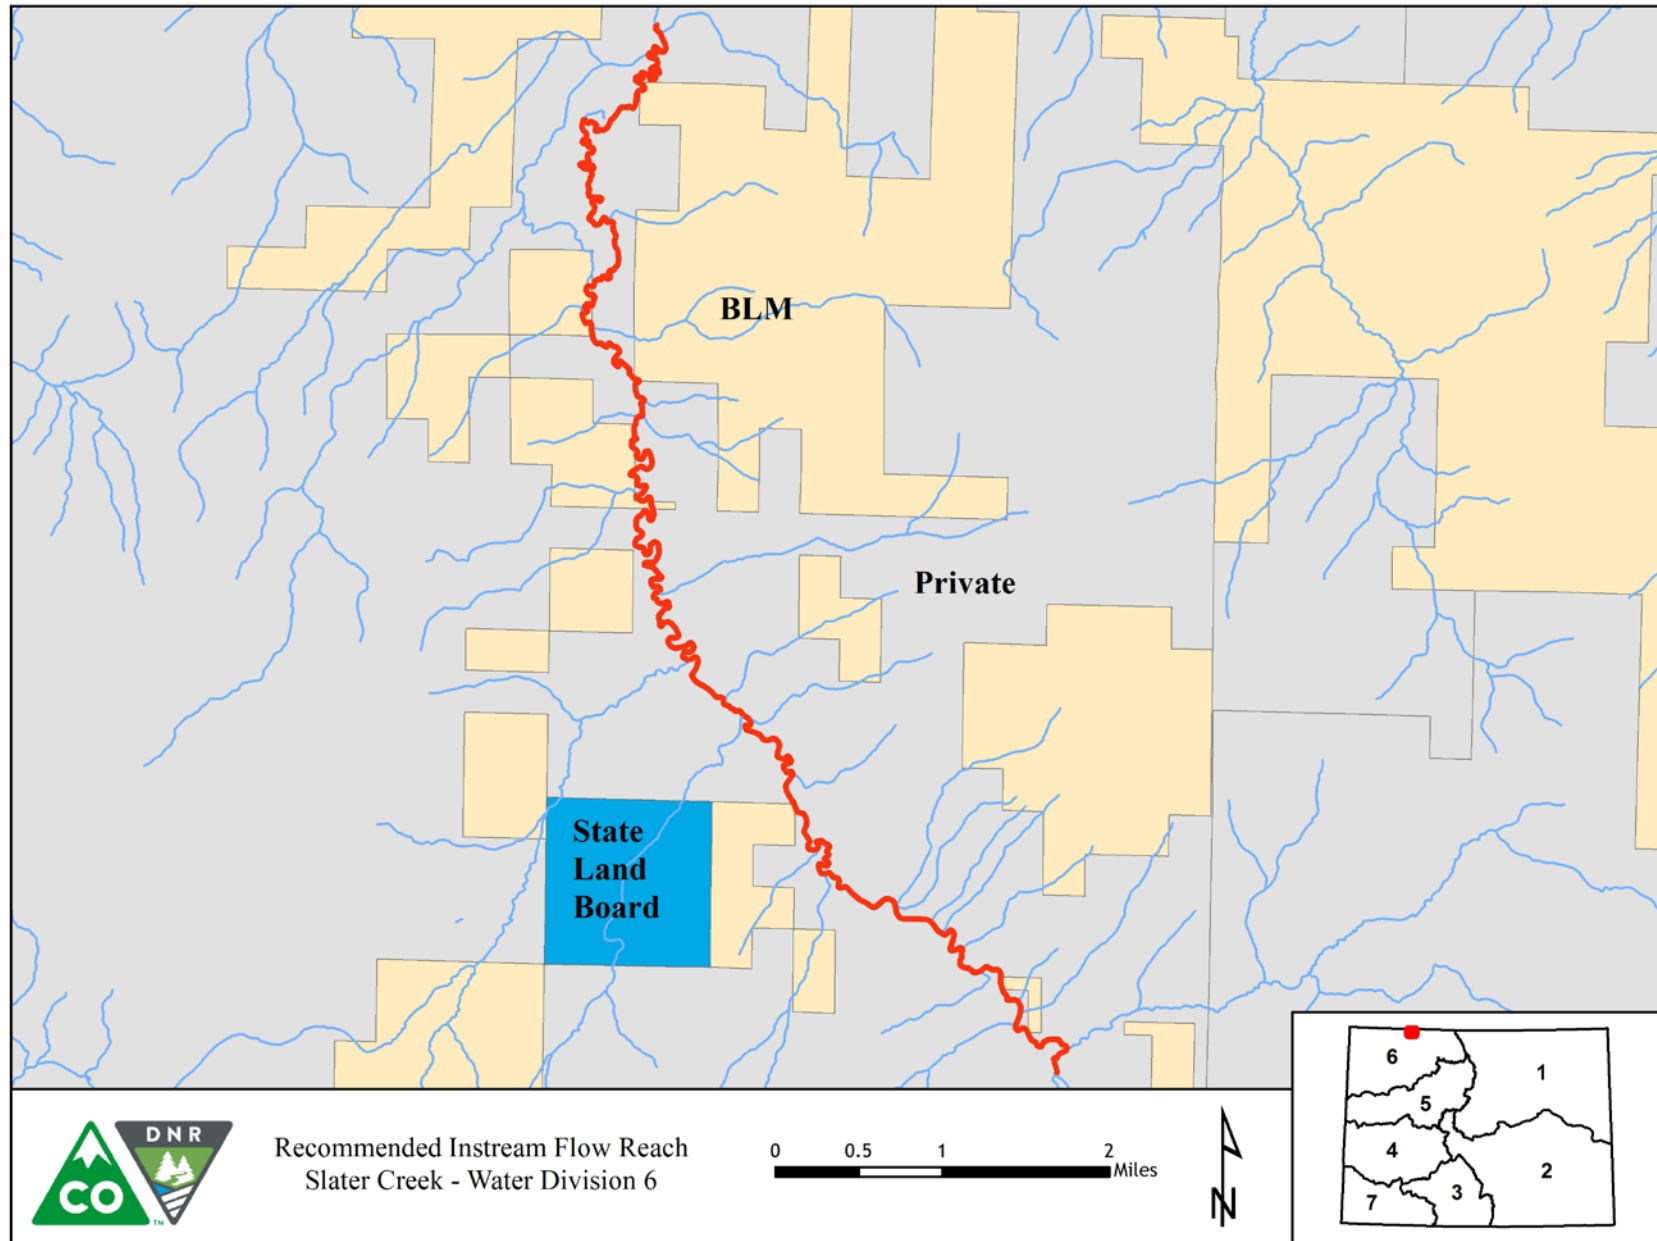 BLM
Private
State
Land
Board
DNR
CO
TM
Recommended Instream Flow Reach
Slater Creek - Water Division 6
0 0.5 1 2
Miles
N
6
1
5
4
2
3
7